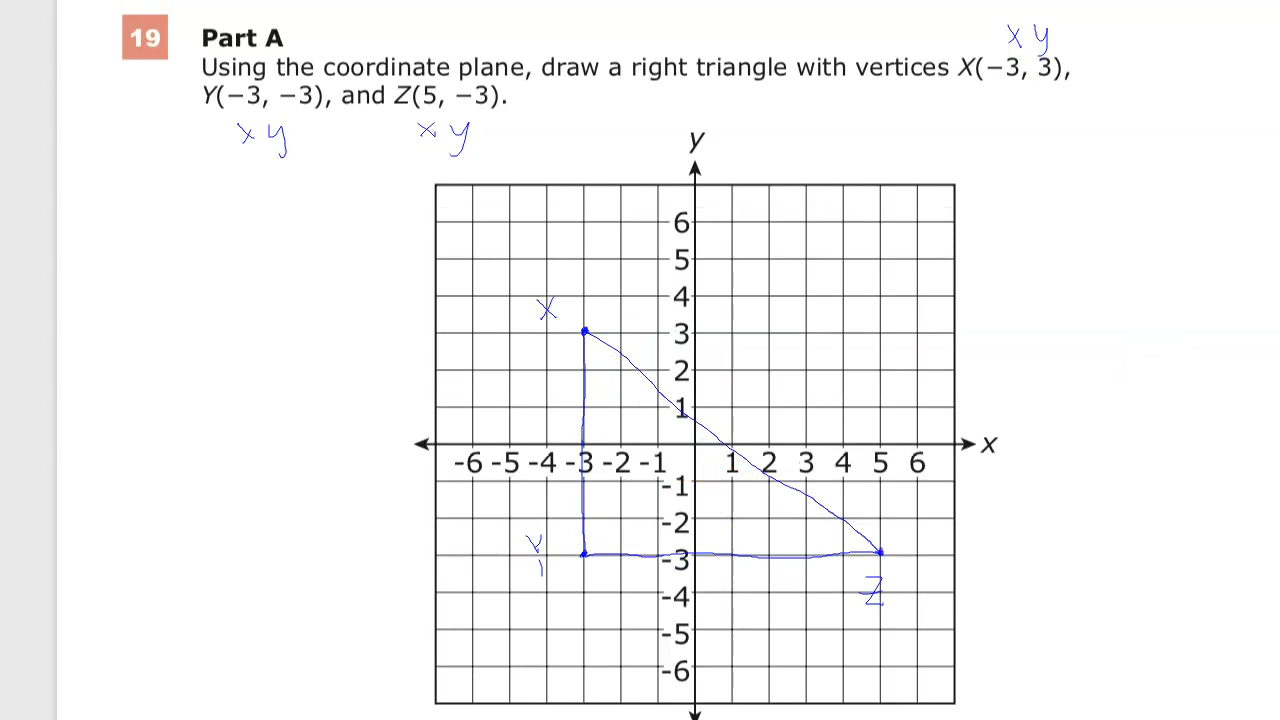 19 Part A
x y
Using the coordinate plane, draw a right triangle with vertices X(−3, 3),
Y(−3, −3), and Z(5, −3).
x y x y
y
6
5
4
X
3
2
1
x
-6 -5 -4 -3 -2 -1 1 2 3 4 5 6
-1
-2
Y
-3
Z
-4
-5
-6